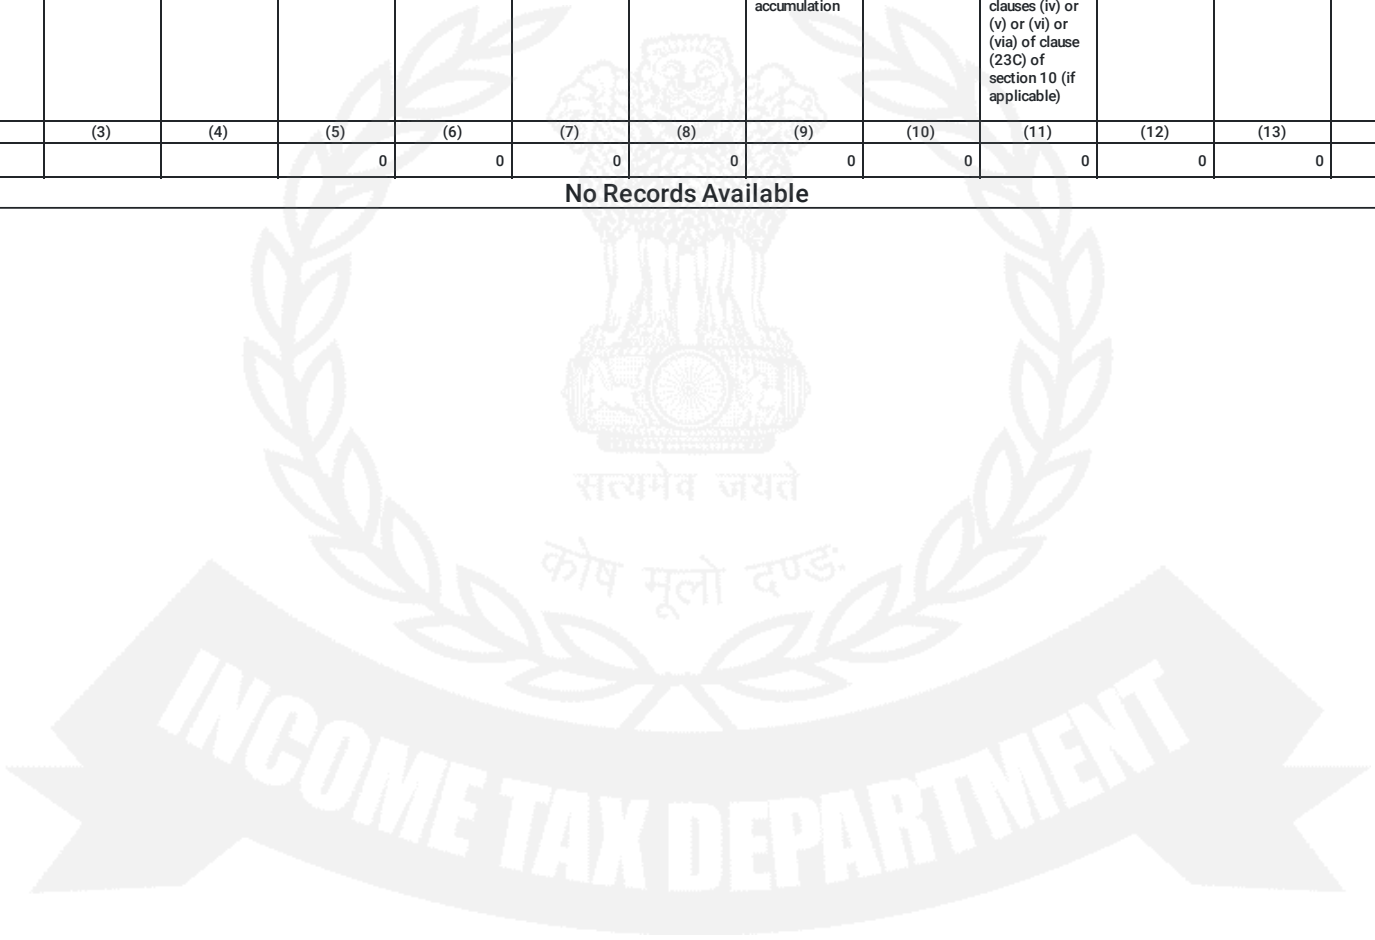 accumulation
clauses (iv) or
(v) or (vi) or
(via) of clause
(23C) of
section 10 (if
applicable)
(3) (4) (5) (6) (7) (8) (9) (10) (11) (12) (13)
0 0 0 0 0 0 0 0 0
No Records Available
सत्यमेव जयते
कोष मूलो दण्डः
INCOME TAX DEPARTMENT